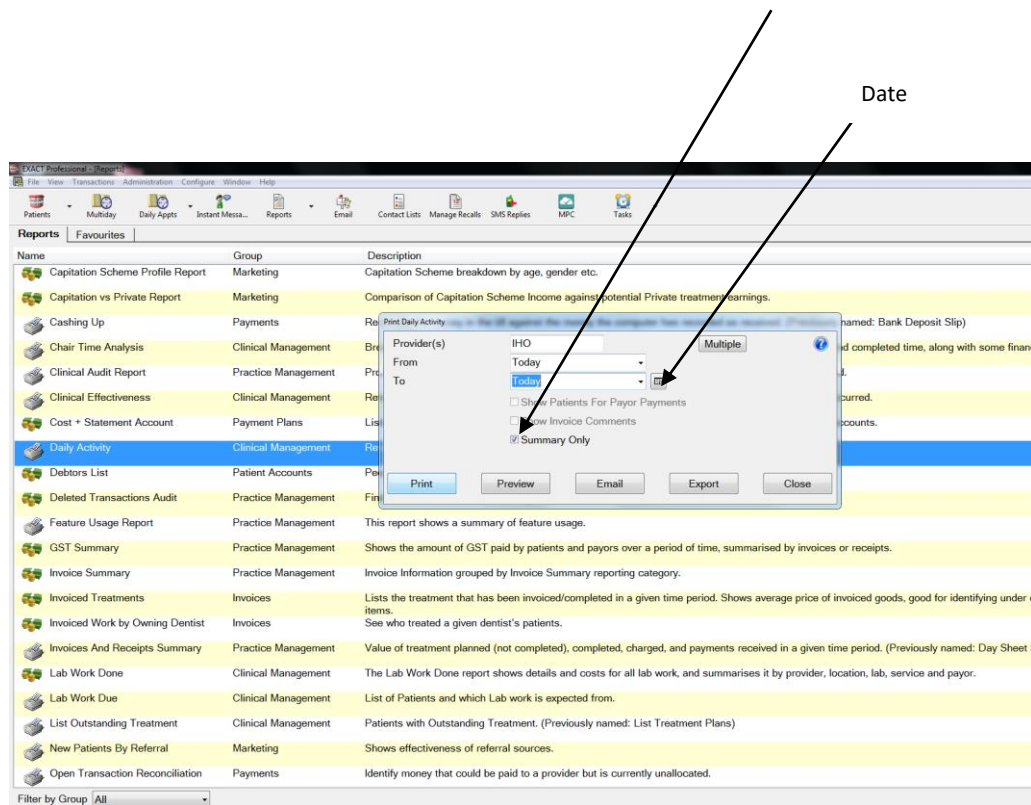 Date
EXACT Professional - [Reports]
File View Transactions Administration Configure Window Help
Patients Multiday Daily Appts Instant Messa... Reports Email Contact Lists Manage Recalls SMS Replies MPC Tasks
Reports Favourites
Name Group Description
Capitation Scheme Profile Report Marketing Capitation Scheme breakdown by age, gender etc.
Capitation vs Private Report Marketing Comparison of Capitation Scheme Income against potential Private treatment earnings.
Cashing Up Payments Re named: Bank Deposit Slip)
Chair Time Analysis Clinical Management Bre d completed time, along with some finan
Clinical Audit Report Practice Management Pro d.
Clinical Effectiveness Clinical Management Re curred.
Cost + Statement Account Payment Plans Lis ccounts.
Daily Activity Clinical Management Re
Debtors List Patient Accounts Pe
Deleted Transactions Audit Practice Management Fin
Print Daily Activity
Provider(s) IHO Multiple
From Today
To Today
Show Patients For Payor Payments
Show Invoice Comments
Summary Only
Print Preview Email Export Close
Feature Usage Report Practice Management This report shows a summary of feature usage.
GST Summary Practice Management Shows the amount of GST paid by patients and payors over a period of time, summarised by invoices or receipts.
Invoice Summary Practice Management Invoice Information grouped by Invoice Summary reporting category.
Invoiced Treatments Invoices Lists the treatment that has been invoiced/completed in a given time period. Shows average price of invoiced goods, good for identifying under
items.
Invoiced Work by Owning Dentist Invoices See who treated a given dentist's patients.
Invoices And Receipts Summary Practice Management Value of treatment planned (not completed), completed, charged, and payments received in a given time period. (Previously named: Day Sheet
Lab Work Done Clinical Management The Lab Work Done report shows details and costs for all lab work, and summarises it by provider, location, lab, service and payor.
Lab Work Due Clinical Management List of Patients and which Lab work is expected from.
List Outstanding Treatment Clinical Management Patients with Outstanding Treatment. (Previously named: List Treatment Plans)
New Patients By Referral Marketing Shows effectiveness of referral sources.
Open Transaction Reconciliation Payments Identify money that could be paid to a provider but is currently unallocated.
Filter by Group All